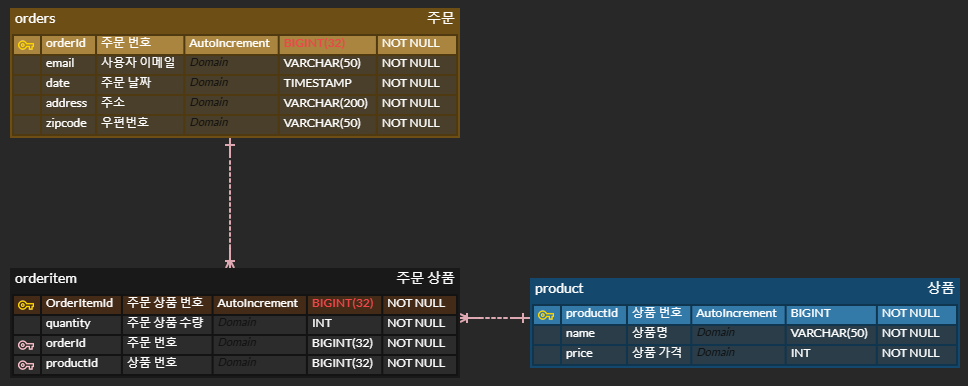 orders 주문
orderId 주문 번호 AutoIncrement BIGINT(32) NOT NULL
email 사용자 이메일 Domain VARCHAR(50) NOT NULL
date 주문 날짜 Domain TIMESTAMP NOT NULL
address 주소 Domain VARCHAR(200) NOT NULL
zipcode 우편번호 Domain VARCHAR(50) NOT NULL
orderitem 주문 상품
OrderItemId 주문 상품 번호 AutoIncrement BIGINT(32) NOT NULL
quantity 주문 상품 수량 Domain INT NOT NULL
orderId 주문 번호 Domain BIGINT(32) NOT NULL
productId 상품 번호 Domain BIGINT(32) NOT NULL
product 상품
productId 상품 번호 AutoIncrement BIGINT NOT NULL
name 상품명 Domain VARCHAR(50) NOT NULL
price 상품 가격 Domain INT NOT NULL